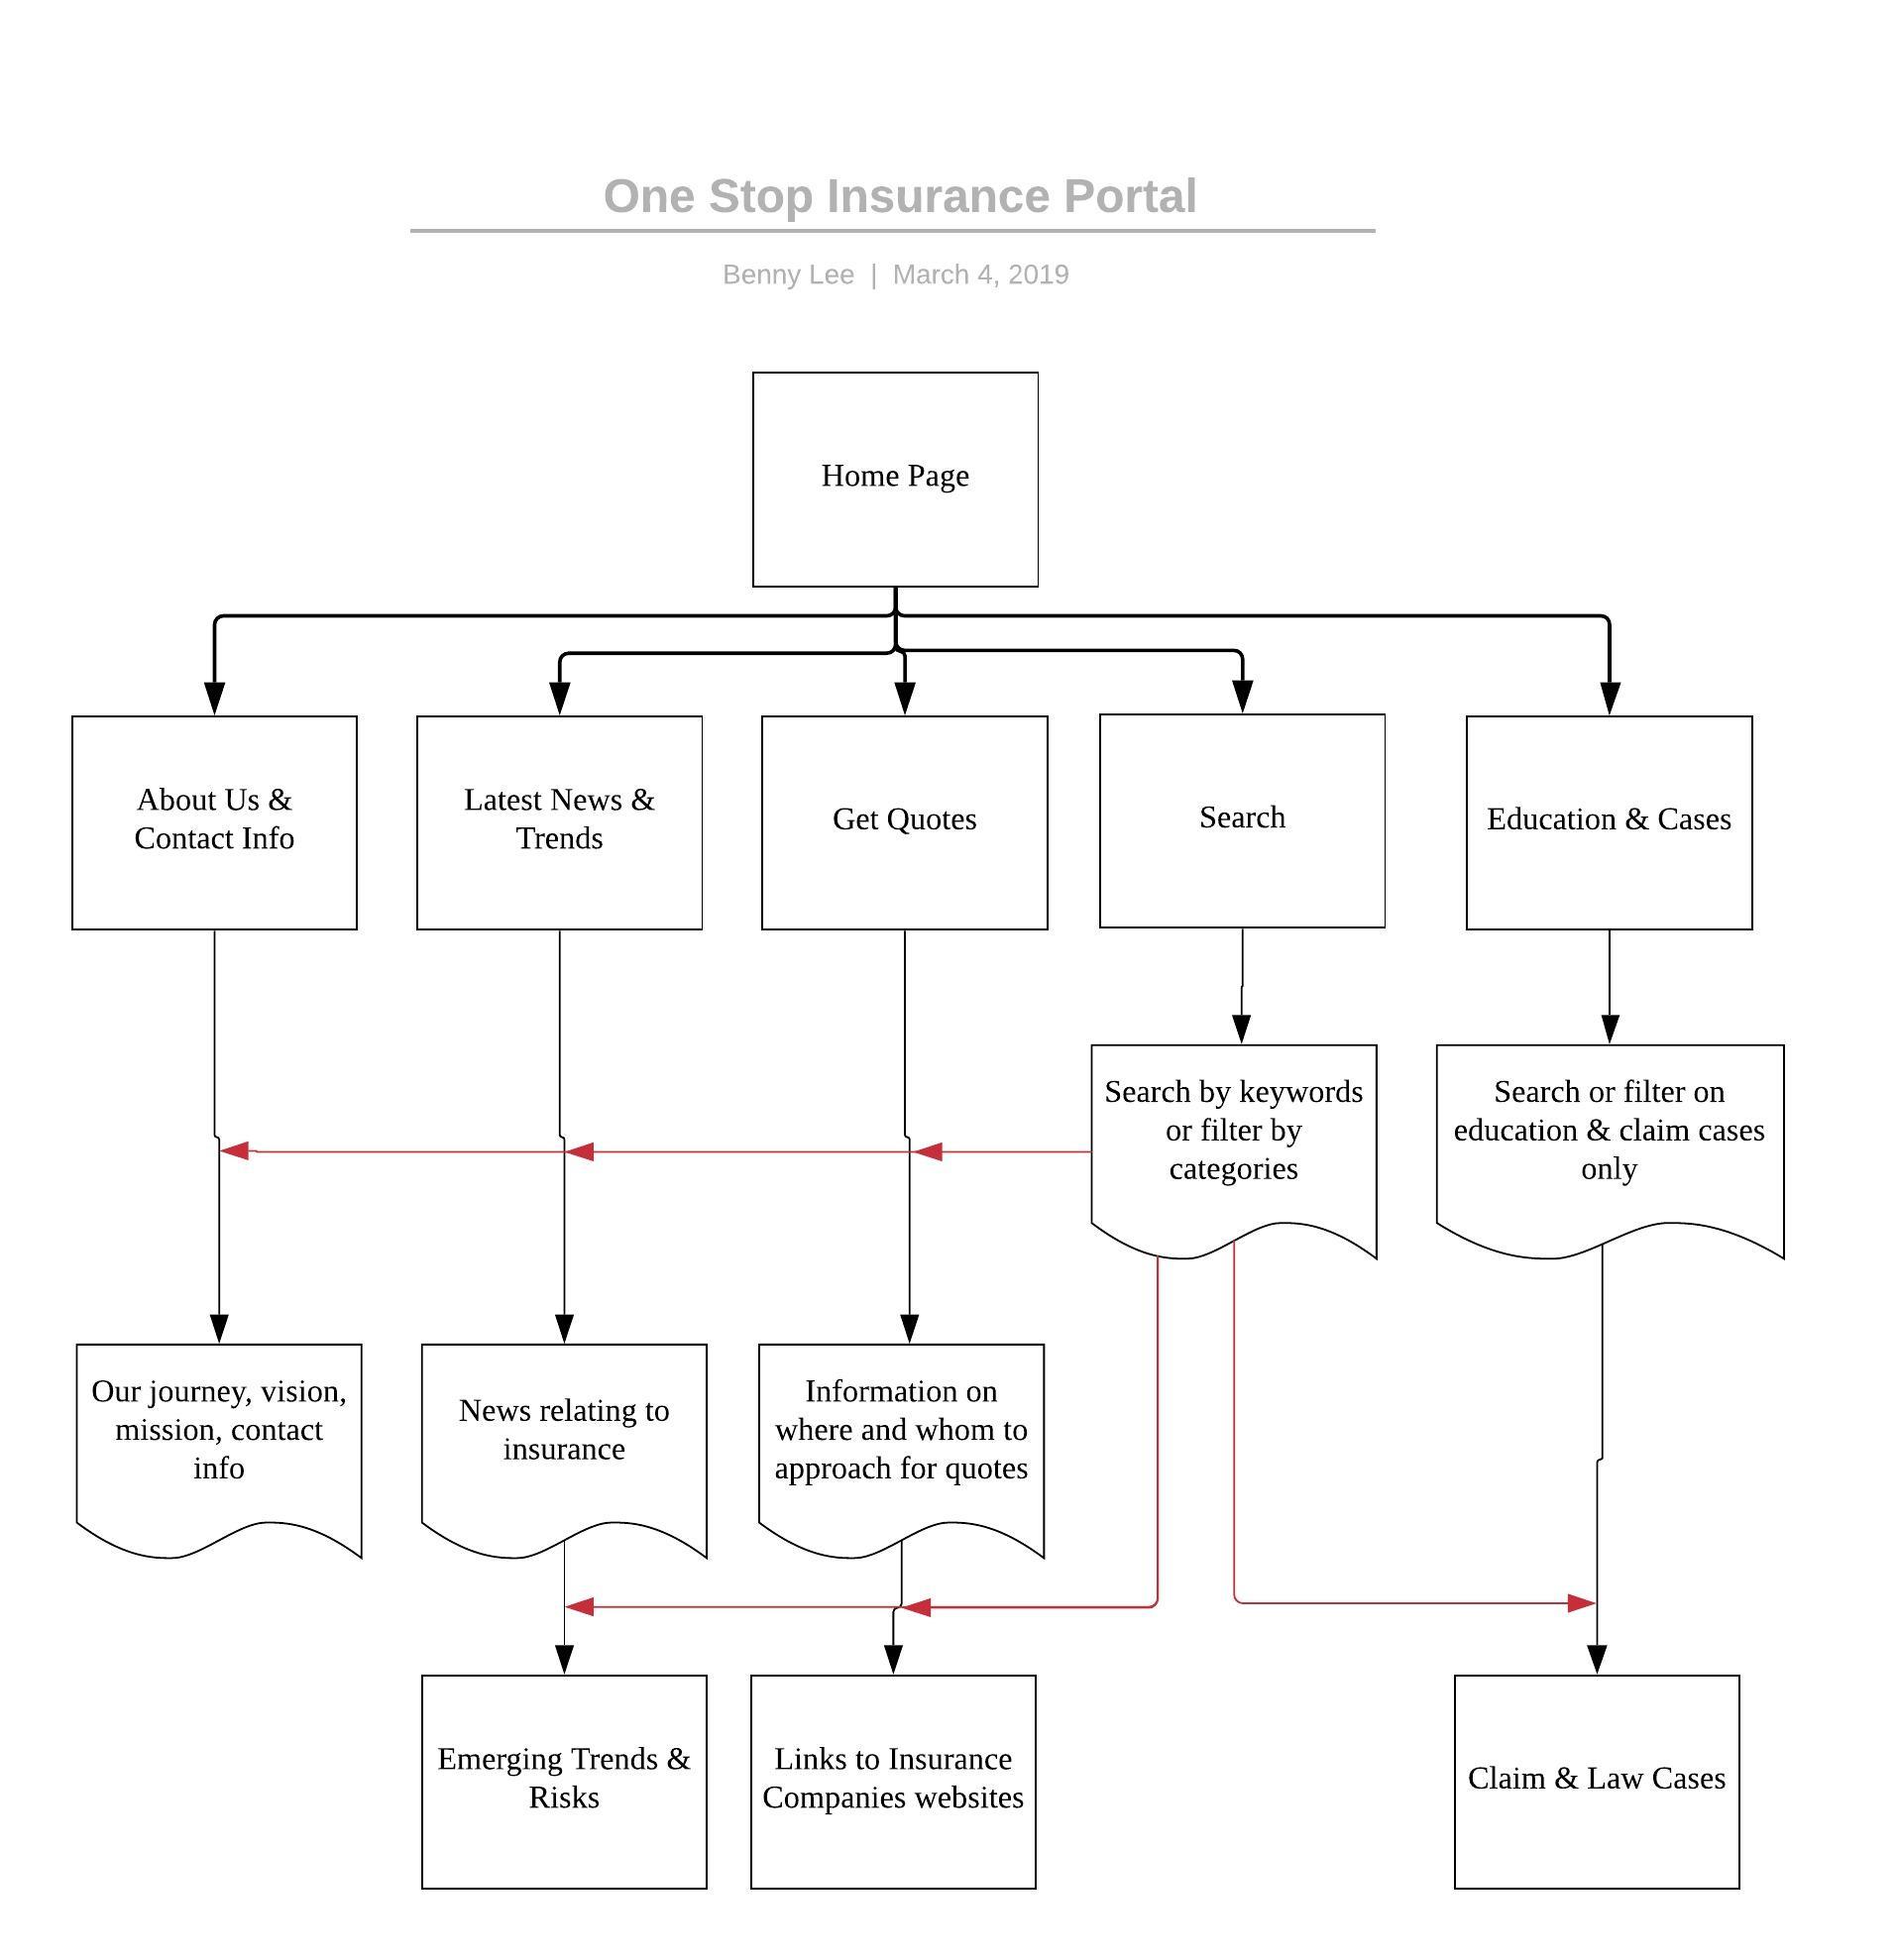 One Stop Insurance Portal
Benny Lee | March 4, 2019
Home Page
About Us &
Contact Info
Latest News &
Trends
Get Quotes
Search
Education & Cases
Search by keywords
or filter by
categories
Search or filter on
education & claim cases
only
Our journey, vision,
mission, contact
info
News relating to
insurance
Information on
where and whom to
approach for quotes
Emerging Trends &
Risks
Links to Insurance
Companies websites
Claim & Law Cases